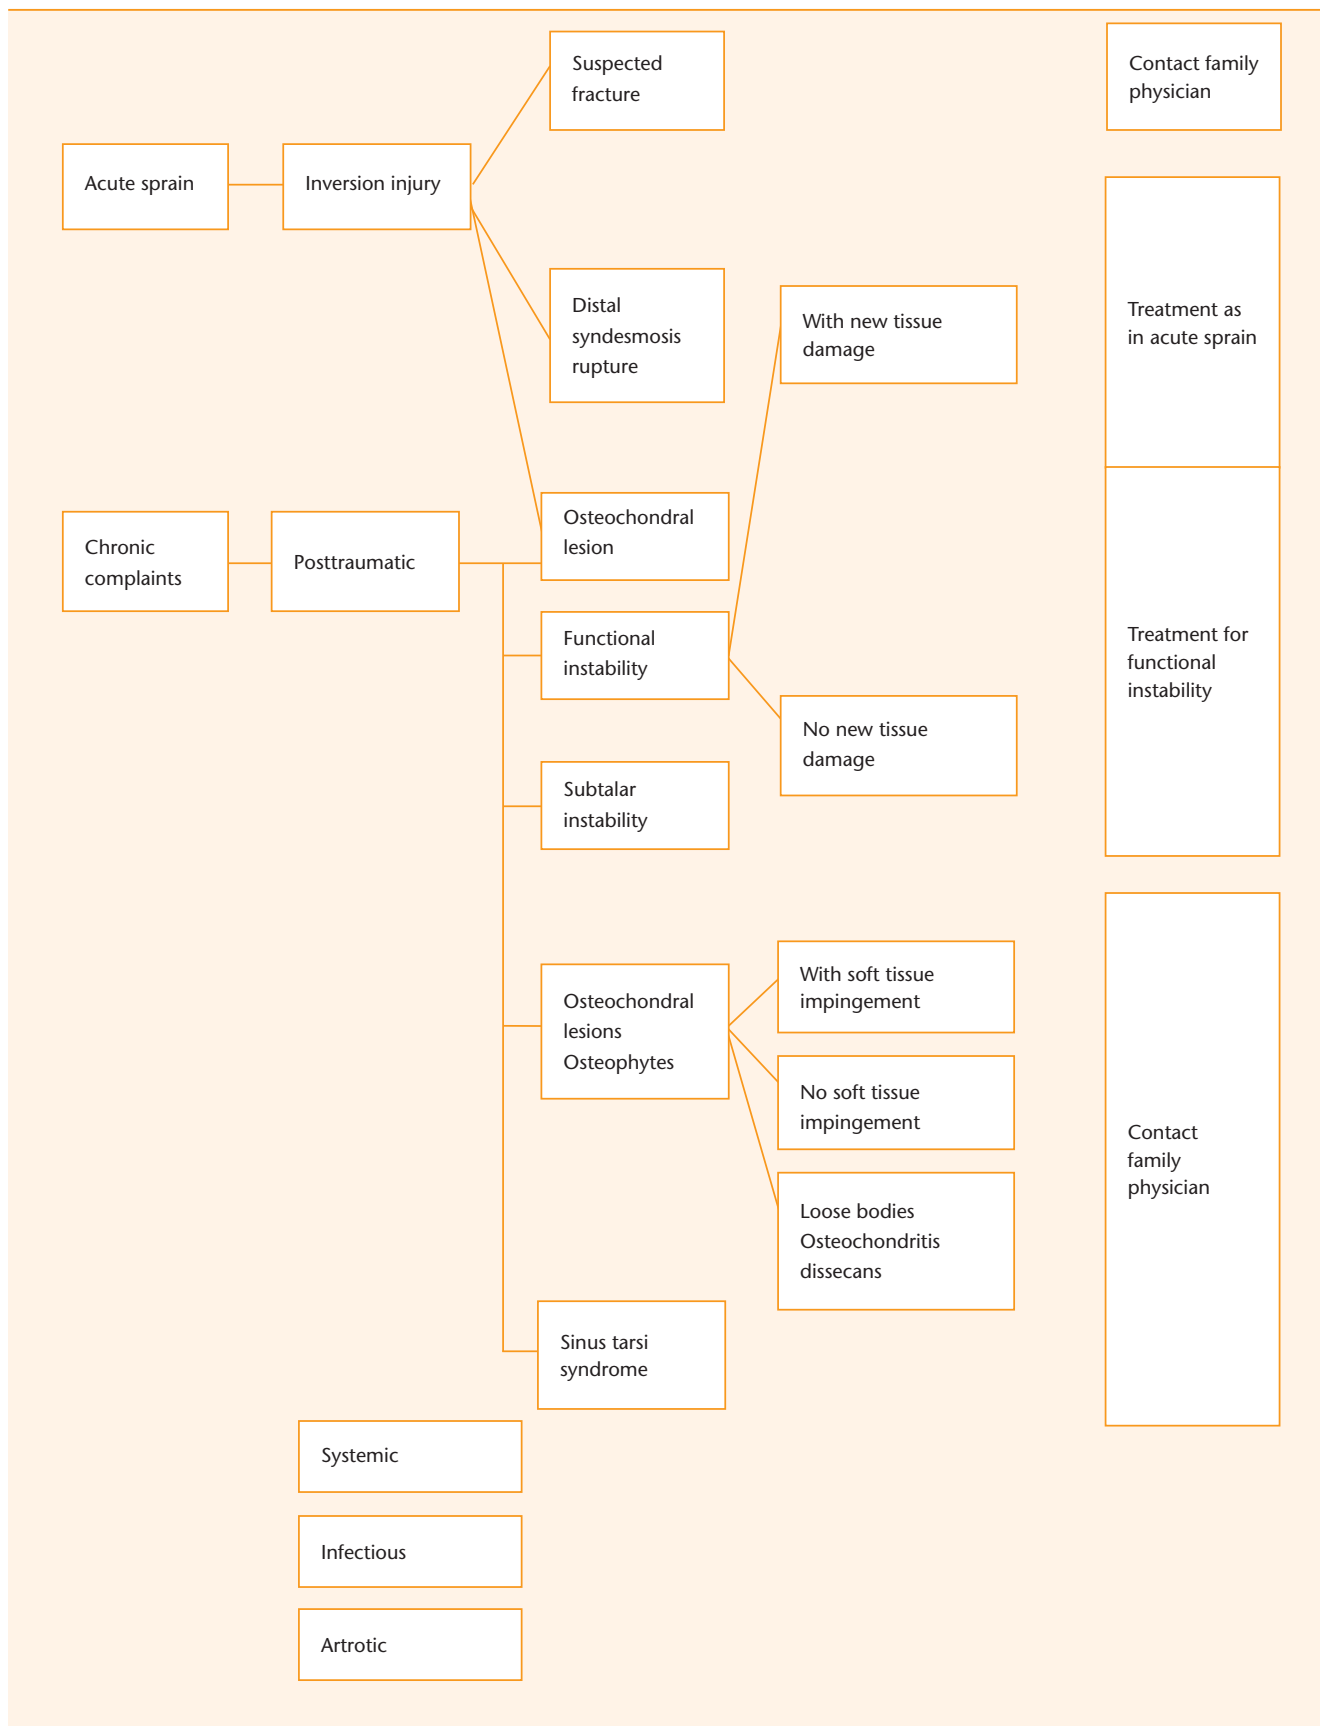 Suspected
fracture
Contact family
physician
Acute sprain
Inversion injury
Distal
syndesmosis
rupture
With new tissue
damage
Treatment as
in acute sprain
Osteochondral
lesion
Chronic
complaints
Posttraumatic
Functional
instability
Treatment for
functional
instability
No new tissue
damage
Subtalar
instability
Osteochondral
lesions
Osteophytes
With soft tissue
impingement
No soft tissue
impingement
Contact
family
physician
Loose bodies
Osteochondritis
dissecans
Sinus tarsi
syndrome
Systemic
Infectious
Artrotic